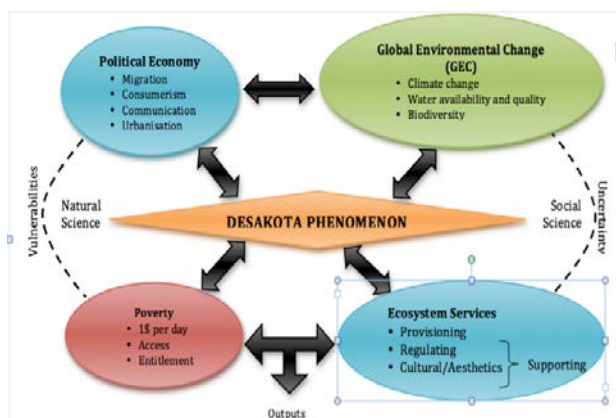 Political Economy
• Migration
• Consumerism
• Communication
• Urbanisation
Global Environmental Change
(GEC)
• Climate change
• Water availability and quality
• Biodiversity
Vulnerabilities
Natural
Science
DESAKOTA PHENOMENON
Social
Science
Uncertainty
Poverty
• 1$ per day
• Access
• Entitlement
Ecosystem Services
• Provisioning
• Regulating
• Cultural/Aesthetics
Supporting
Outputs